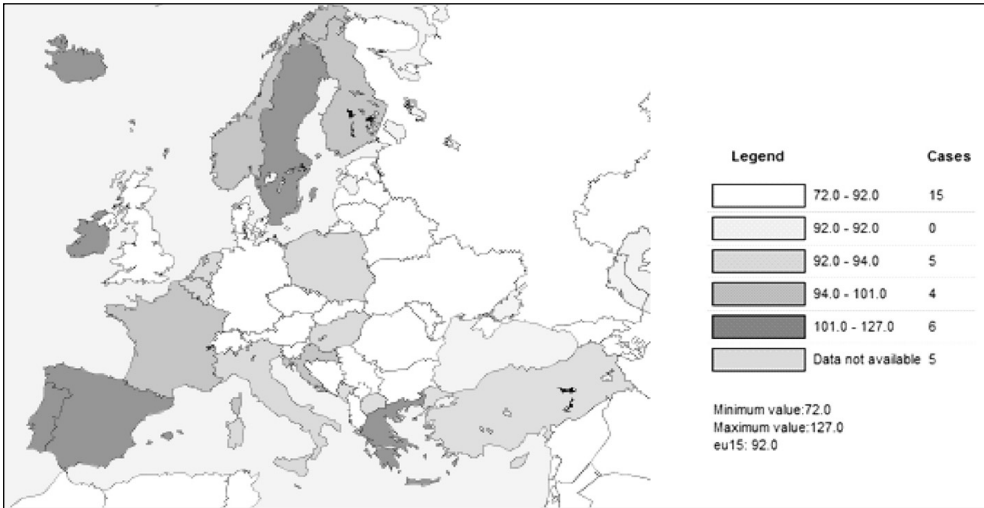 Legend Cases
72.0 - 92.0 15
92.0 - 92.0 0
92.0 - 94.0 5
94.0 - 101.0 4
101.0 - 127.0 6
Data not available 5
Minimum value:72.0
Maximum value:127.0
eu15: 92.0